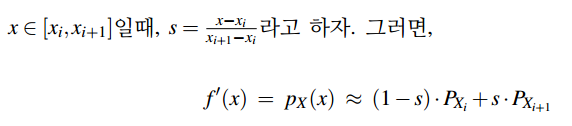 x ∈ [x_i, x_{i+1}]일때, s = \frac{x-x_i}{x_{i+1}-x_i}라고 하자. 그러면,
f′(x) = p_X(x) ≈ (1−s)·P_{X_i} + s·P_{X_{i+1}}